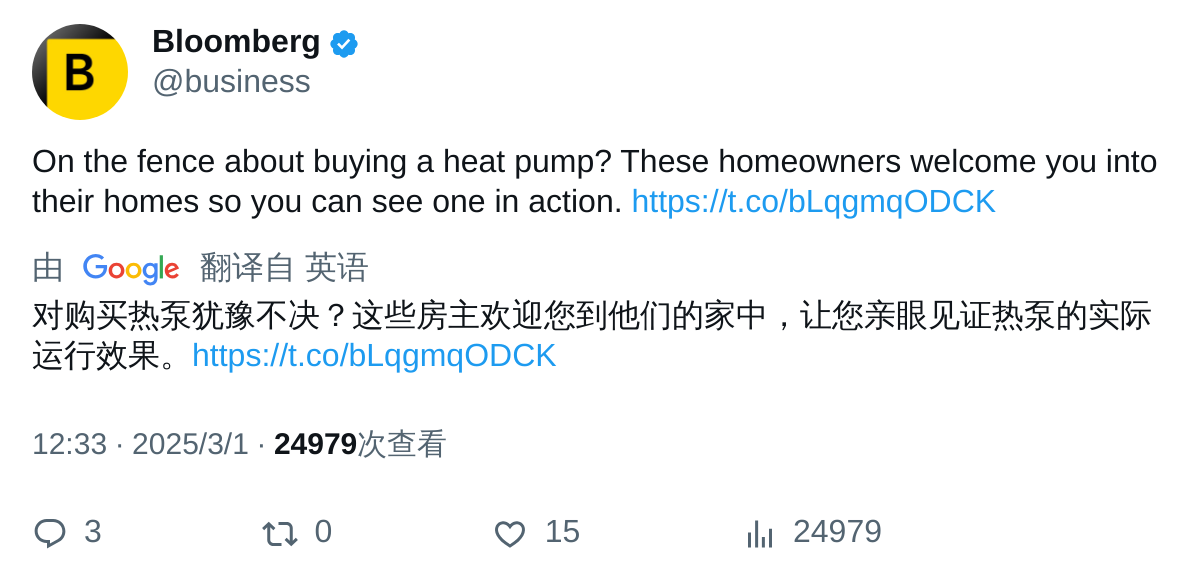 B
Bloomberg
@business
On the fence about buying a heat pump? These homeowners welcome you into
their homes so you can see one in action. https://t.co/bLqgmqODCK
由 Google 翻译自 英语
对购买热泵犹豫不决？这些房主欢迎您到他们的家中，让您亲眼见证热泵的实际
运行效果。https://t.co/bLqgmqODCK
12:33 · 2025/3/1 · 24979次查看
3 0 15 24979